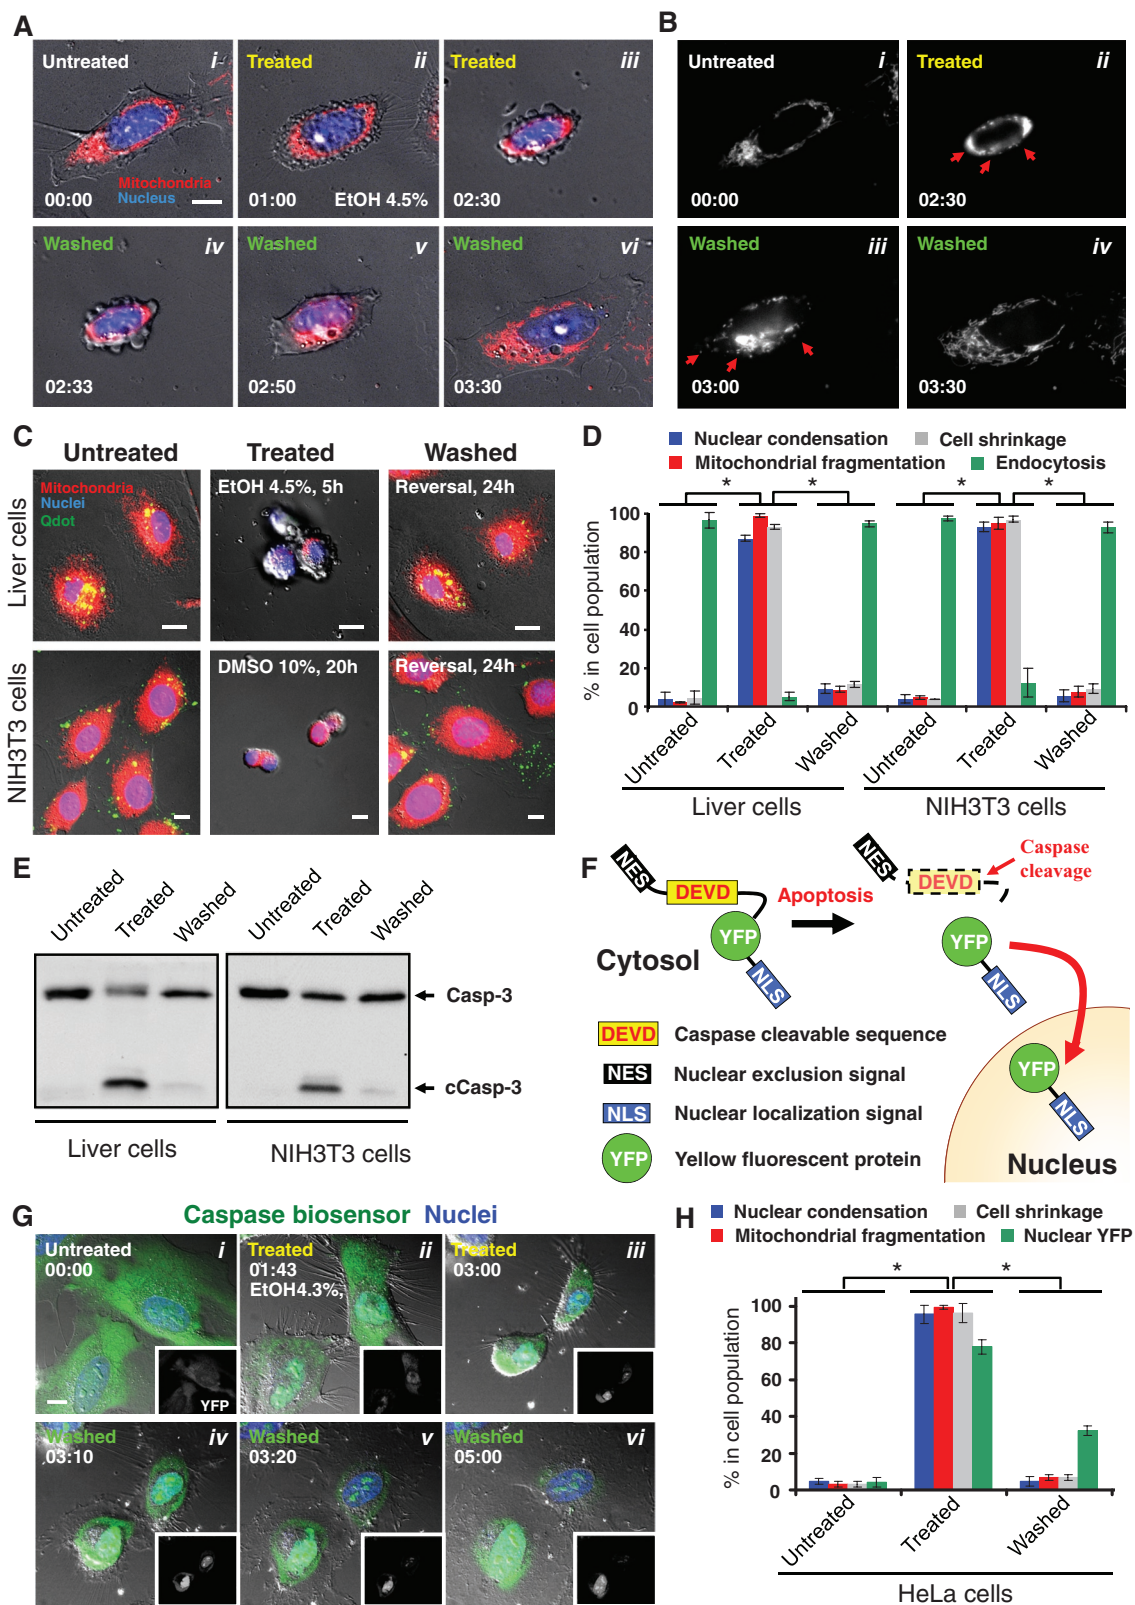 A
Untreated
i
Mitochondria
Nucleus
00:00
Treated
ii
01:00
EtOH 4.5%
Treated
iii
02:30
Washed
iv
02:33
Washed
v
02:50
Washed
vi
03:30
B
Untreated
i
00:00
Treated
ii
02:30
Washed
iii
03:00
Washed
iv
03:30
C
Untreated
Treated
Washed
Liver cells
Mitochondria
Nuclei
Qdot
EtOH 4.5%, 5h
Reversal, 24h
NIH3T3 cells
DMSO 10%, 20h
Reversal, 24h
D
Nuclear condensation
Cell shrinkage
Mitochondrial fragmentation
Endocytosis
* * * *
% in cell population
100
80
60
40
20
0
Untreated
Treated
Washed
Untreated
Treated
Washed
Liver cells
NIH3T3 cells
E
Untreated
Treated
Washed
Untreated
Treated
Washed
Casp-3
cCasp-3
Liver cells
NIH3T3 cells
F
NES
DEVD
YFP
NLS
Cytosol
Apoptosis
NES
DEVD
Caspase
cleavage
YFP
NLS
YFP
NLS
Nucleus
DEVD Caspase cleavable sequence
NES Nuclear exclusion signal
NLS Nuclear localization signal
YFP Yellow fluorescent protein
G
Caspase biosensor Nuclei
Untreated
i
00:00
YFP
Treated
ii
01:43
EtOH4.3%,
Treated
iii
03:00
Washed
iv
03:10
Washed
v
03:20
Washed
vi
05:00
H
Nuclear condensation
Cell shrinkage
Mitochondrial fragmentation
Nuclear YFP
* *
% in cell population
100
80
60
40
20
0
Untreated
Treated
Washed
HeLa cells